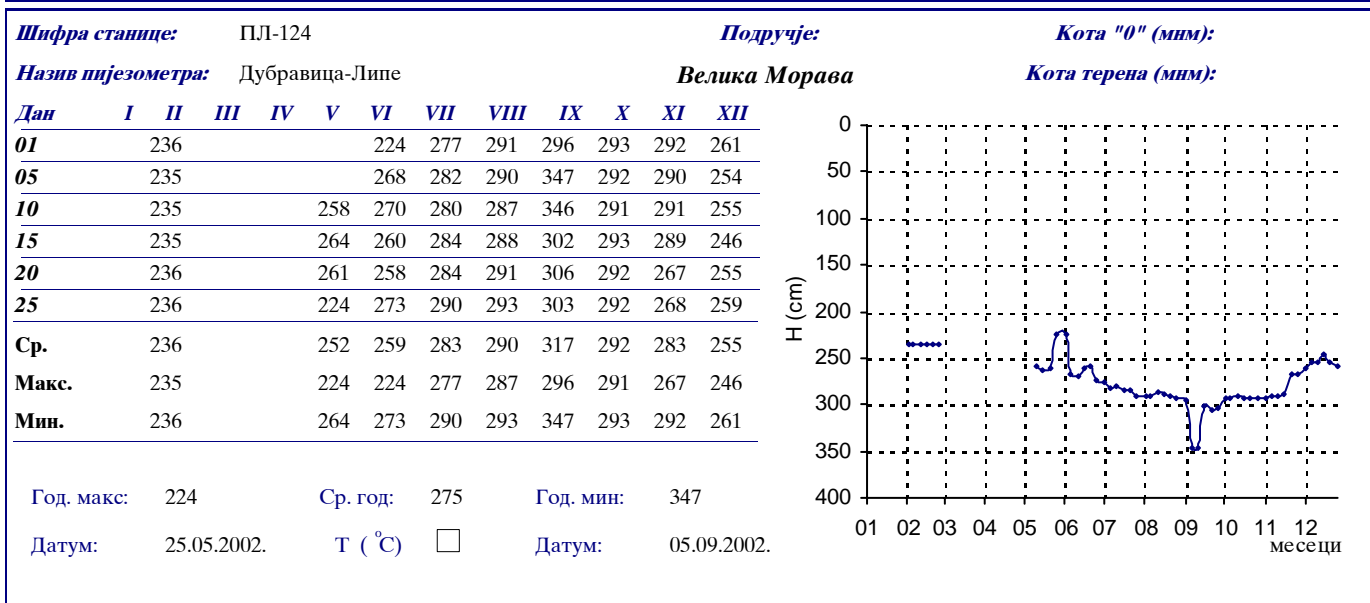 Шифра станице: ПЛ-124 Подручје: Кота "0" (мнм):
Назив пијезометра: Дубравица-Липе Велика Морава Кота терена (мнм):
Дан I II III IV V VI VII VIII IX X XI XII
01 236 224 277 291 296 293 292 261
05 235 268 282 290 347 292 290 254
10 235 258 270 280 287 346 291 291 255
15 235 264 260 284 288 302 293 289 246
20 236 261 258 284 291 306 292 267 255
25 236 224 273 290 293 303 292 268 259
Ср. 236 252 259 283 290 317 292 283 255
Макс. 235 224 224 277 287 296 291 267 246
Мин. 236 264 273 290 293 347 293 292 261
Год. макс: 224 Ср. год: 275 Год. мин: 347
Датум: 25.05.2002. T ( °C) Датум: 05.09.2002.
H (cm)
0
50
100
150
200
250
300
350
400
01 02 03 04 05 06 07 08 09 10 11 12
месеци